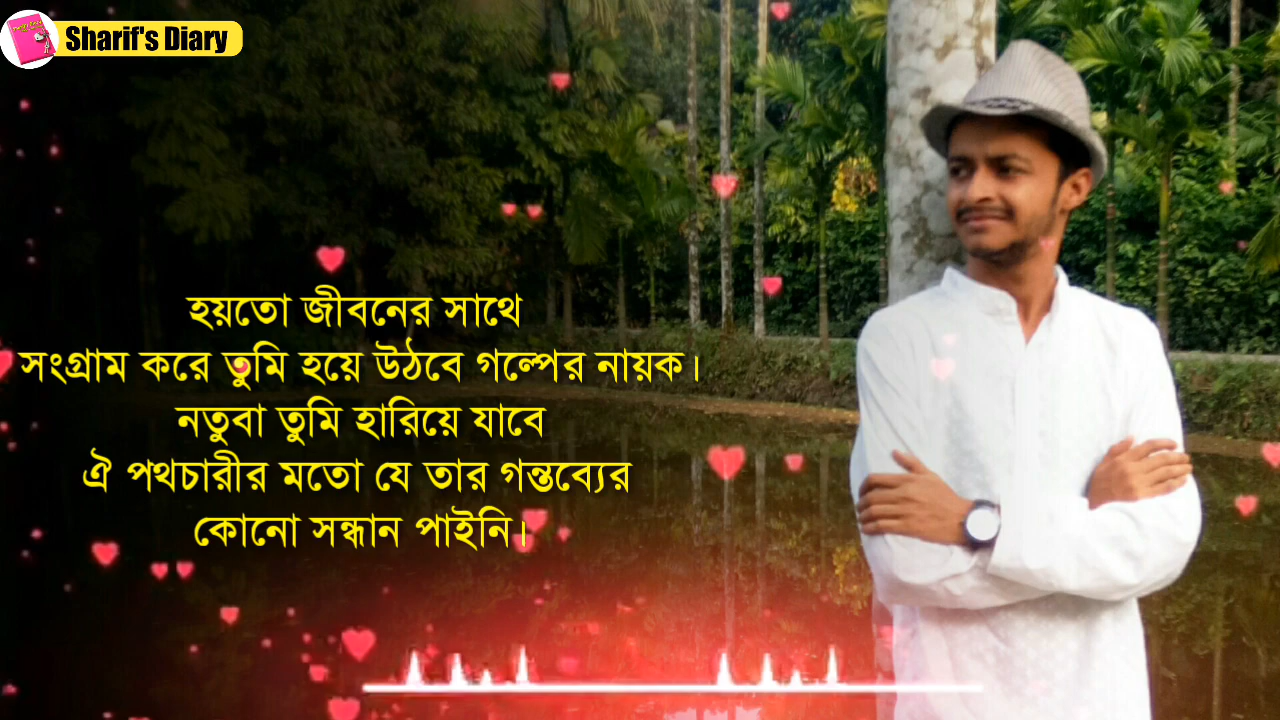 Sharif's Diary
হয়তো জীবনের সাথে
সংগ্রাম করে তুমি হয়ে উঠবে গল্পের নায়ক।
নতুবা তুমি হারিয়ে যাবে
ঐ পথচারীর মতো যে তার গন্তব্যের
কোনো সন্ধান পাইনি।